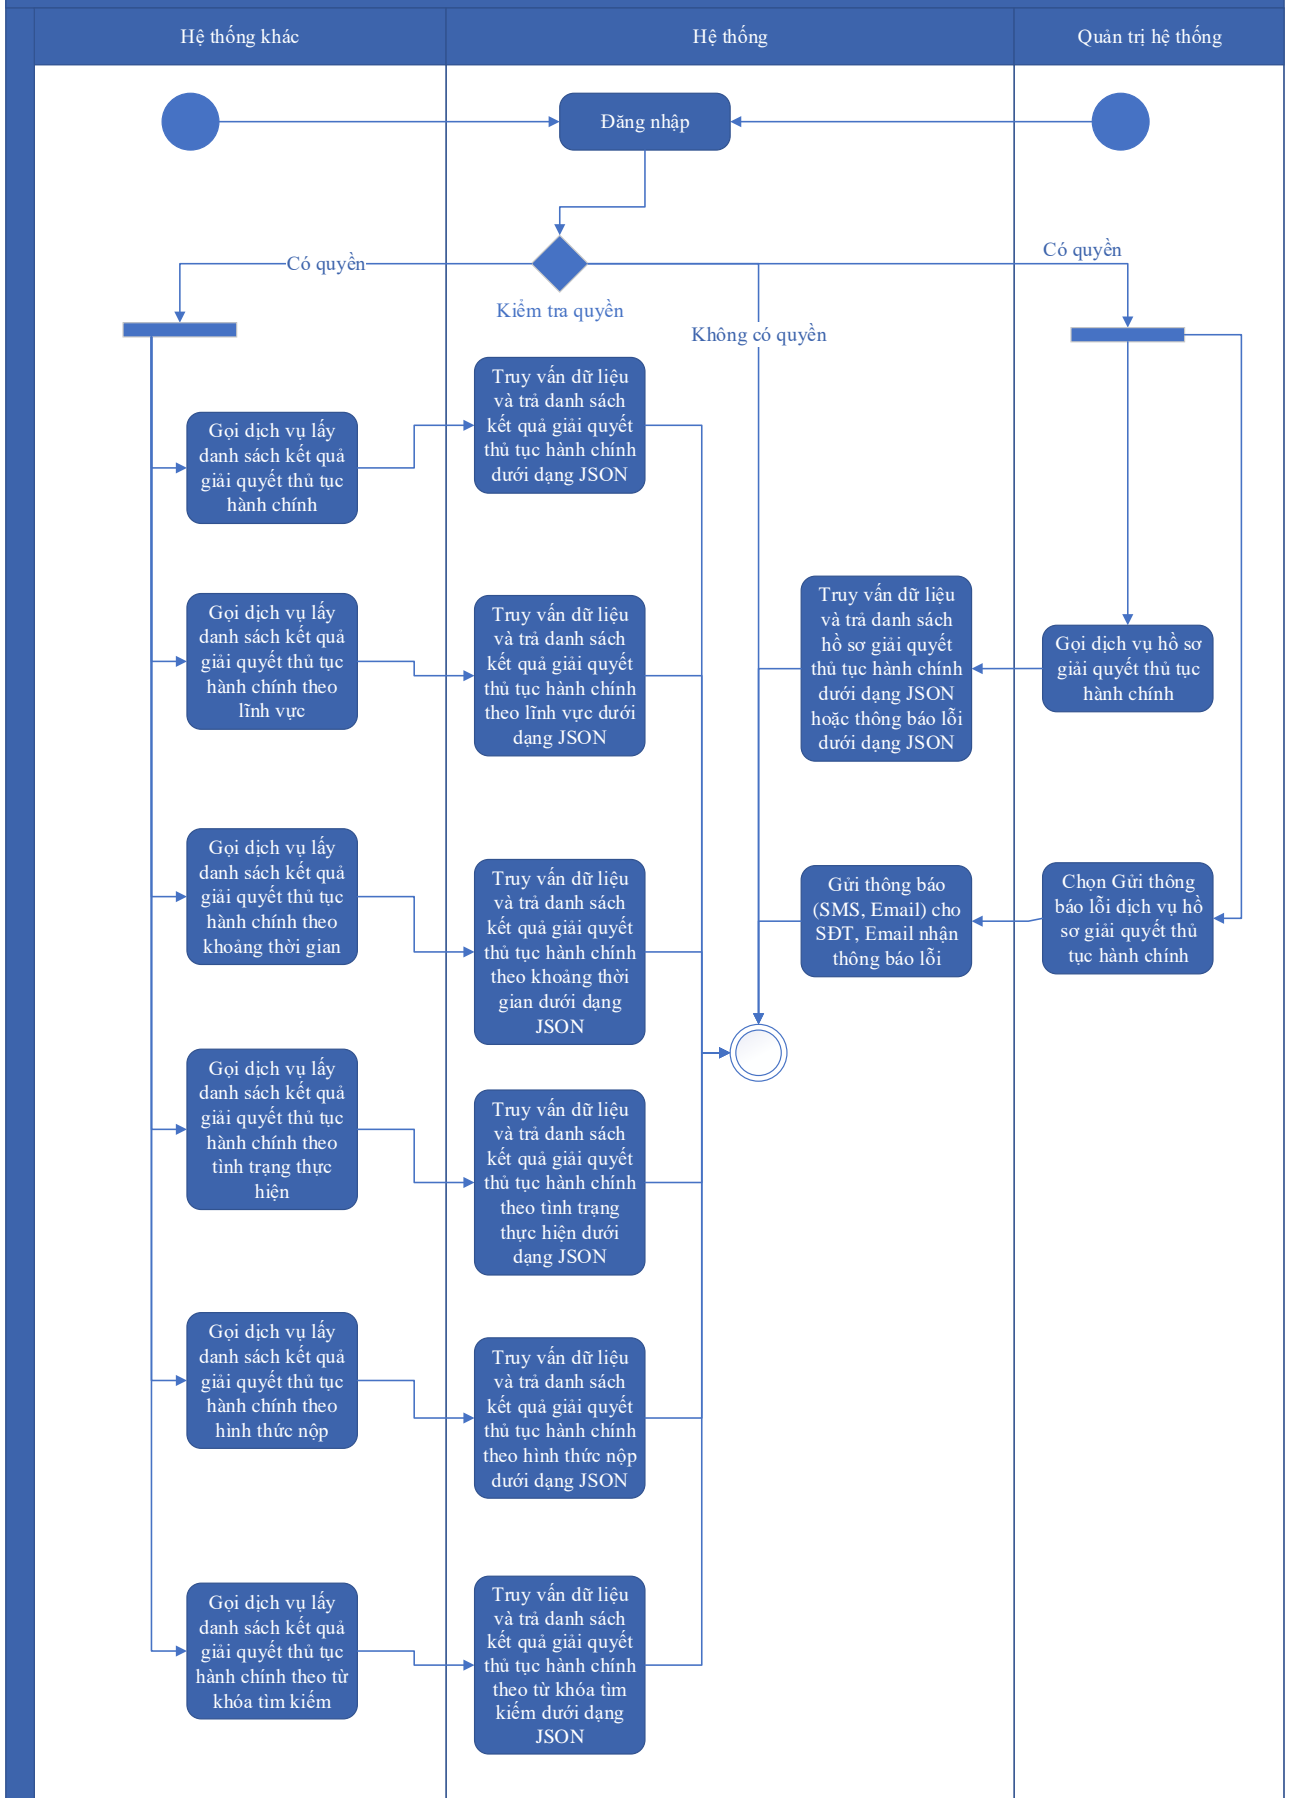 Hệ thống khác
Hệ thống
Quản trị hệ thống
Đăng nhập
Có quyền
Có quyền
Kiểm tra quyền
Không có quyền
Gọi dịch vụ lấy
danh sách kết quả
giải quyết thủ tục
hành chính
Truy vấn dữ liệu
và trả danh sách
kết quả giải quyết
thủ tục hành chính
dưới dạng JSON
Gọi dịch vụ lấy
danh sách kết quả
giải quyết thủ tục
hành chính theo
lĩnh vực
Truy vấn dữ liệu
và trả danh sách
kết quả giải quyết
thủ tục hành chính
theo lĩnh vực dưới
dạng JSON
Truy vấn dữ liệu
và trả danh sách
hồ sơ giải quyết
thủ tục hành chính
dưới dạng JSON
hoặc thông báo lỗi
dưới dạng JSON
Gọi dịch vụ hồ sơ
giải quyết thủ tục
hành chính
Gọi dịch vụ lấy
danh sách kết quả
giải quyết thủ tục
hành chính theo
khoảng thời gian
Truy vấn dữ liệu
và trả danh sách
kết quả giải quyết
thủ tục hành chính
theo khoảng thời
gian dưới dạng
JSON
Gửi thông báo
(SMS, Email) cho
SĐT, Email nhận
thông báo lỗi
Chọn Gửi thông
báo lỗi dịch vụ hồ
sơ giải quyết thủ
tục hành chính
Gọi dịch vụ lấy
danh sách kết quả
giải quyết thủ tục
hành chính theo
tình trạng thực
hiện
Truy vấn dữ liệu
và trả danh sách
kết quả giải quyết
thủ tục hành chính
theo tình trạng
thực hiện dưới
dạng JSON
Gọi dịch vụ lấy
danh sách kết quả
giải quyết thủ tục
hành chính theo
hình thức nộp
Truy vấn dữ liệu
và trả danh sách
kết quả giải quyết
thủ tục hành chính
theo hình thức nộp
dưới dạng JSON
Gọi dịch vụ lấy
danh sách kết quả
giải quyết thủ tục
hành chính theo từ
khóa tìm kiếm
Truy vấn dữ liệu
và trả danh sách
kết quả giải quyết
thủ tục hành chính
theo từ khóa tìm
kiếm dưới dạng
JSON